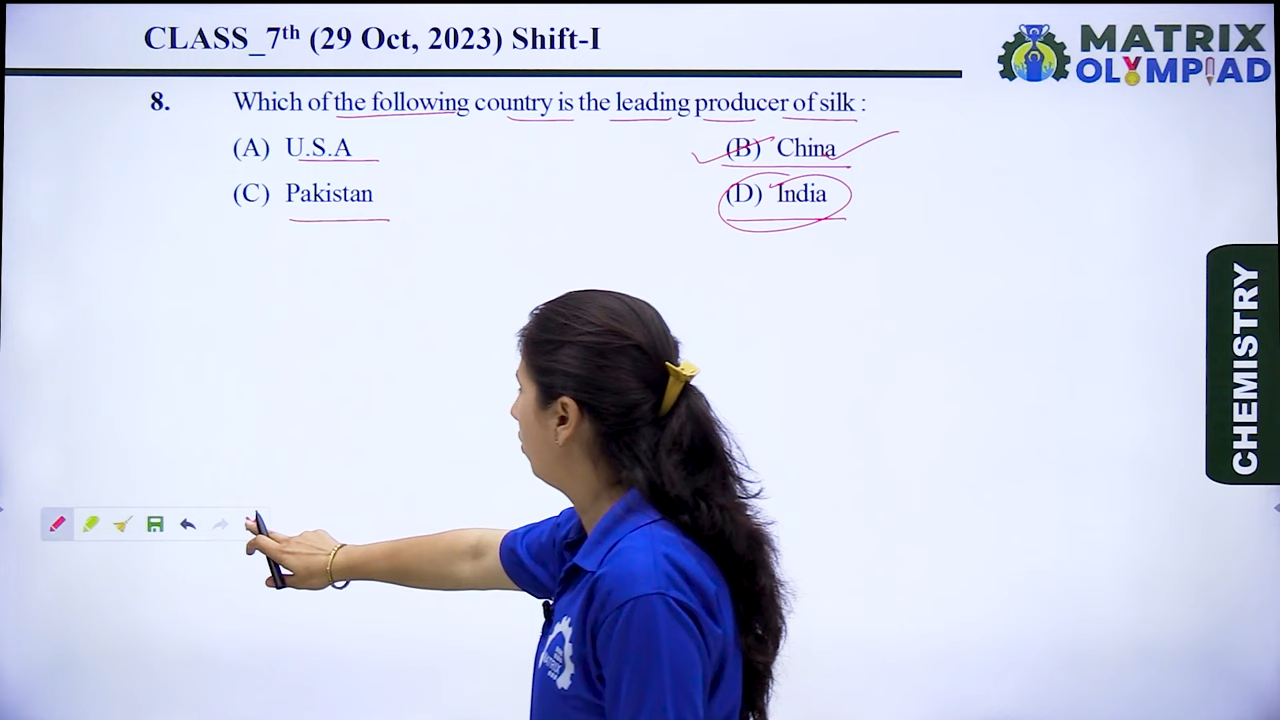 CLASS_7th (29 Oct, 2023) Shift-I
MATRIX
OLYMPIAD
8. Which of the following country is the leading producer of silk :
(A) U.S.A (B) China
(C) Pakistan (D) India
CHEMISTRY